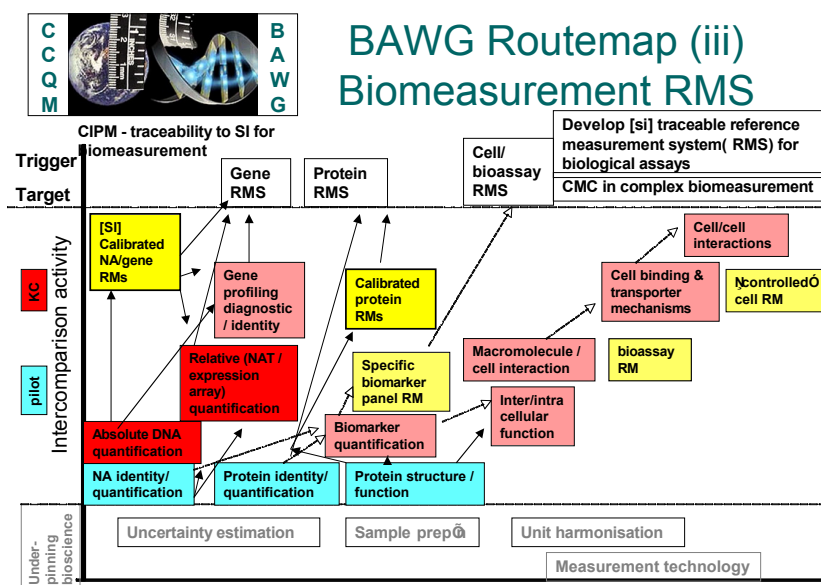 C
C
Q
M
B
A
W
G
INCHES
1mm
BAWG Routemap (iii)
Biomeasurement RMS
CIPM - traceability to SI for
biomeasurement
Trigger
Target
Gene
RMS
Protein
RMS
Cell/
bioassay
RMS
Develop [si] traceable reference
measurement system( RMS) for
biological assays
CMC in complex biomeasurement
KC
pilot
Intercomparison activity
[SI]
Calibrated
NA/gene
RMs
Gene
profiling
diagnostic
/ identity
Calibrated
protein
RMs
Cell/cell
interactions
Cell binding &
transporter
mechanisms
ŅcontrolledÓ
cell RM
Relative (NAT /
expression
array)
quantification
Specific
biomarker
panel RM
Macromolecule /
cell interaction
bioassay
RM
Absolute DNA
quantification
Biomarker
quantification
Inter/intra
cellular
function
NA identity/
quantification
Protein identity/
quantification
Protein structure /
function
Under-
pinning
bioscience
Uncertainty estimation
Sample prep
Unit harmonisation
Measurement technology